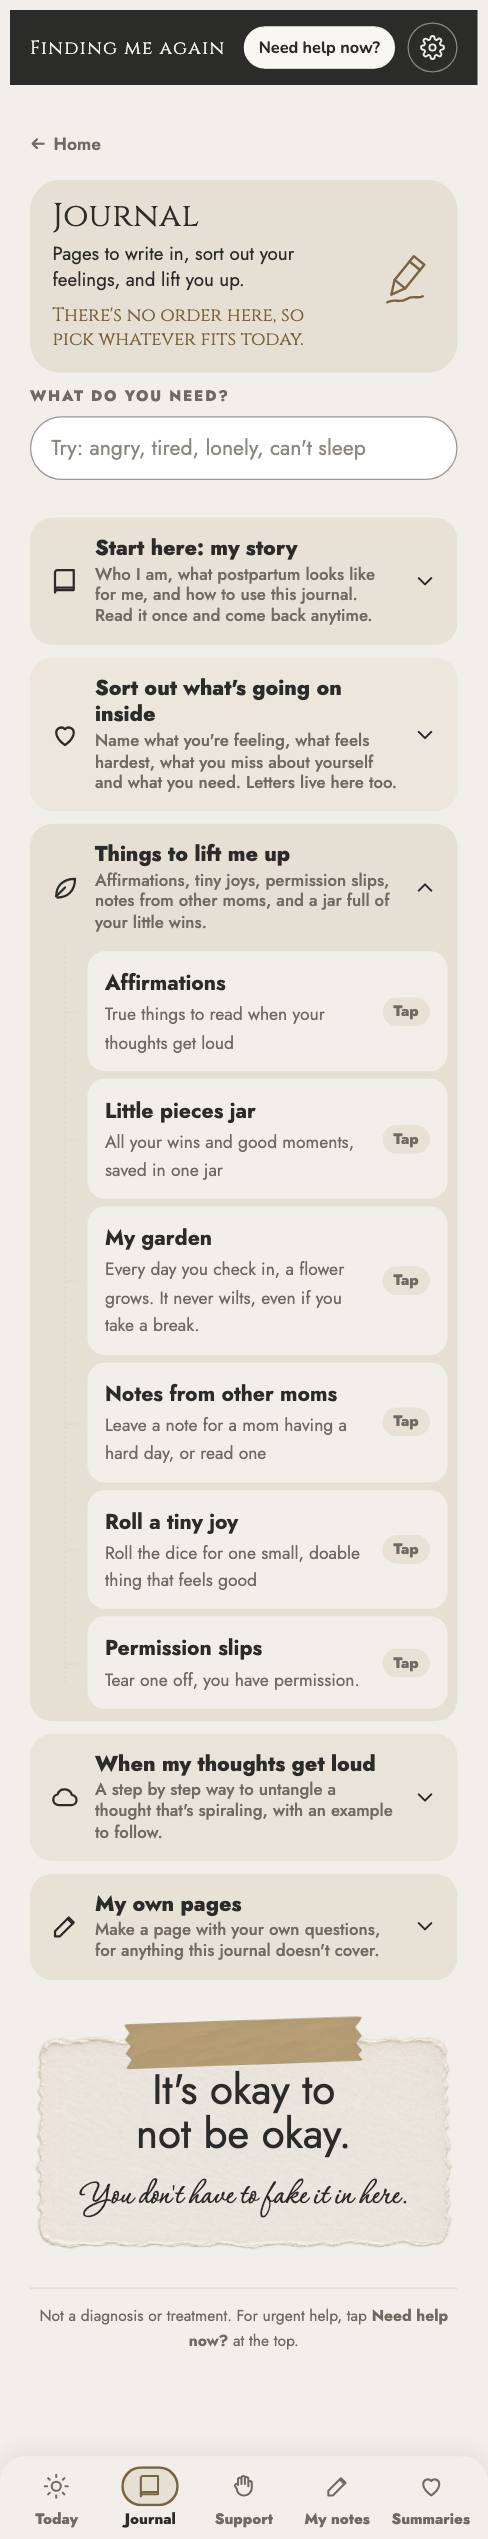 Finding me again
Need help now?
← Home
Journal
Pages to write in, sort out your
feelings, and lift you up.
There's no order here, so
pick whatever fits today.
WHAT DO YOU NEED?
Try: angry, tired, lonely, can't sleep
Start here: my story
Who I am, what postpartum looks like
for me, and how to use this journal.
Read it once and come back anytime.
Sort out what's going on
inside
Name what you're feeling, what feels
hardest, what you miss about yourself
and what you need. Letters live here too.
Things to lift me up
Affirmations, tiny joys, permission slips,
notes from other moms, and a jar full of
your little wins.
Affirmations
True things to read when your
thoughts get loud
Tap
Little pieces jar
All your wins and good moments,
saved in one jar
Tap
My garden
Every day you check in, a flower
grows. It never wilts, even if you
take a break.
Tap
Notes from other moms
Leave a note for a mom having a
hard day, or read one
Tap
Roll a tiny joy
Roll the dice for one small, doable
thing that feels good
Tap
Permission slips
Tear one off, you have permission.
Tap
When my thoughts get loud
A step by step way to untangle a
thought that's spiraling, with an example
to follow.
My own pages
Make a page with your own questions,
for anything this journal doesn't cover.
It's okay to
not be okay.
You don't have to fake it in here.
Not a diagnosis or treatment. For urgent help, tap Need help
now? at the top.
Today
Journal
Support
My notes
Summaries